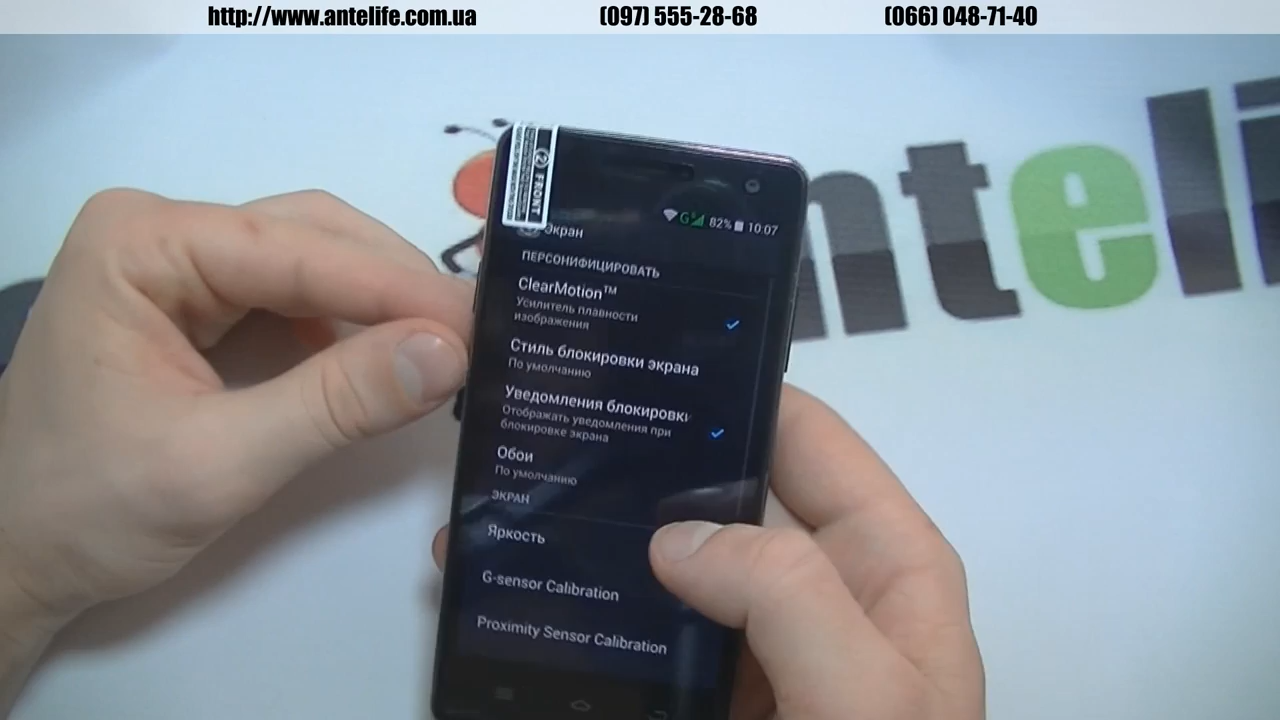 http://www.antelife.com.ua (097) 555-28-68 (066) 048-71-40
anteli
FRONT
G 82% 10:07
Экран
ПЕРСОНИФИЦИРОВАТЬ
ClearMotion™
Усилитель плавности
изображения
Стиль блокировки экрана
По умолчанию
Уведомления блокировки
Отображать уведомления при
блокировке экрана
Обои
По умолчанию
ЭКРАН
Яркость
G-sensor Calibration
Proximity Sensor Calibration